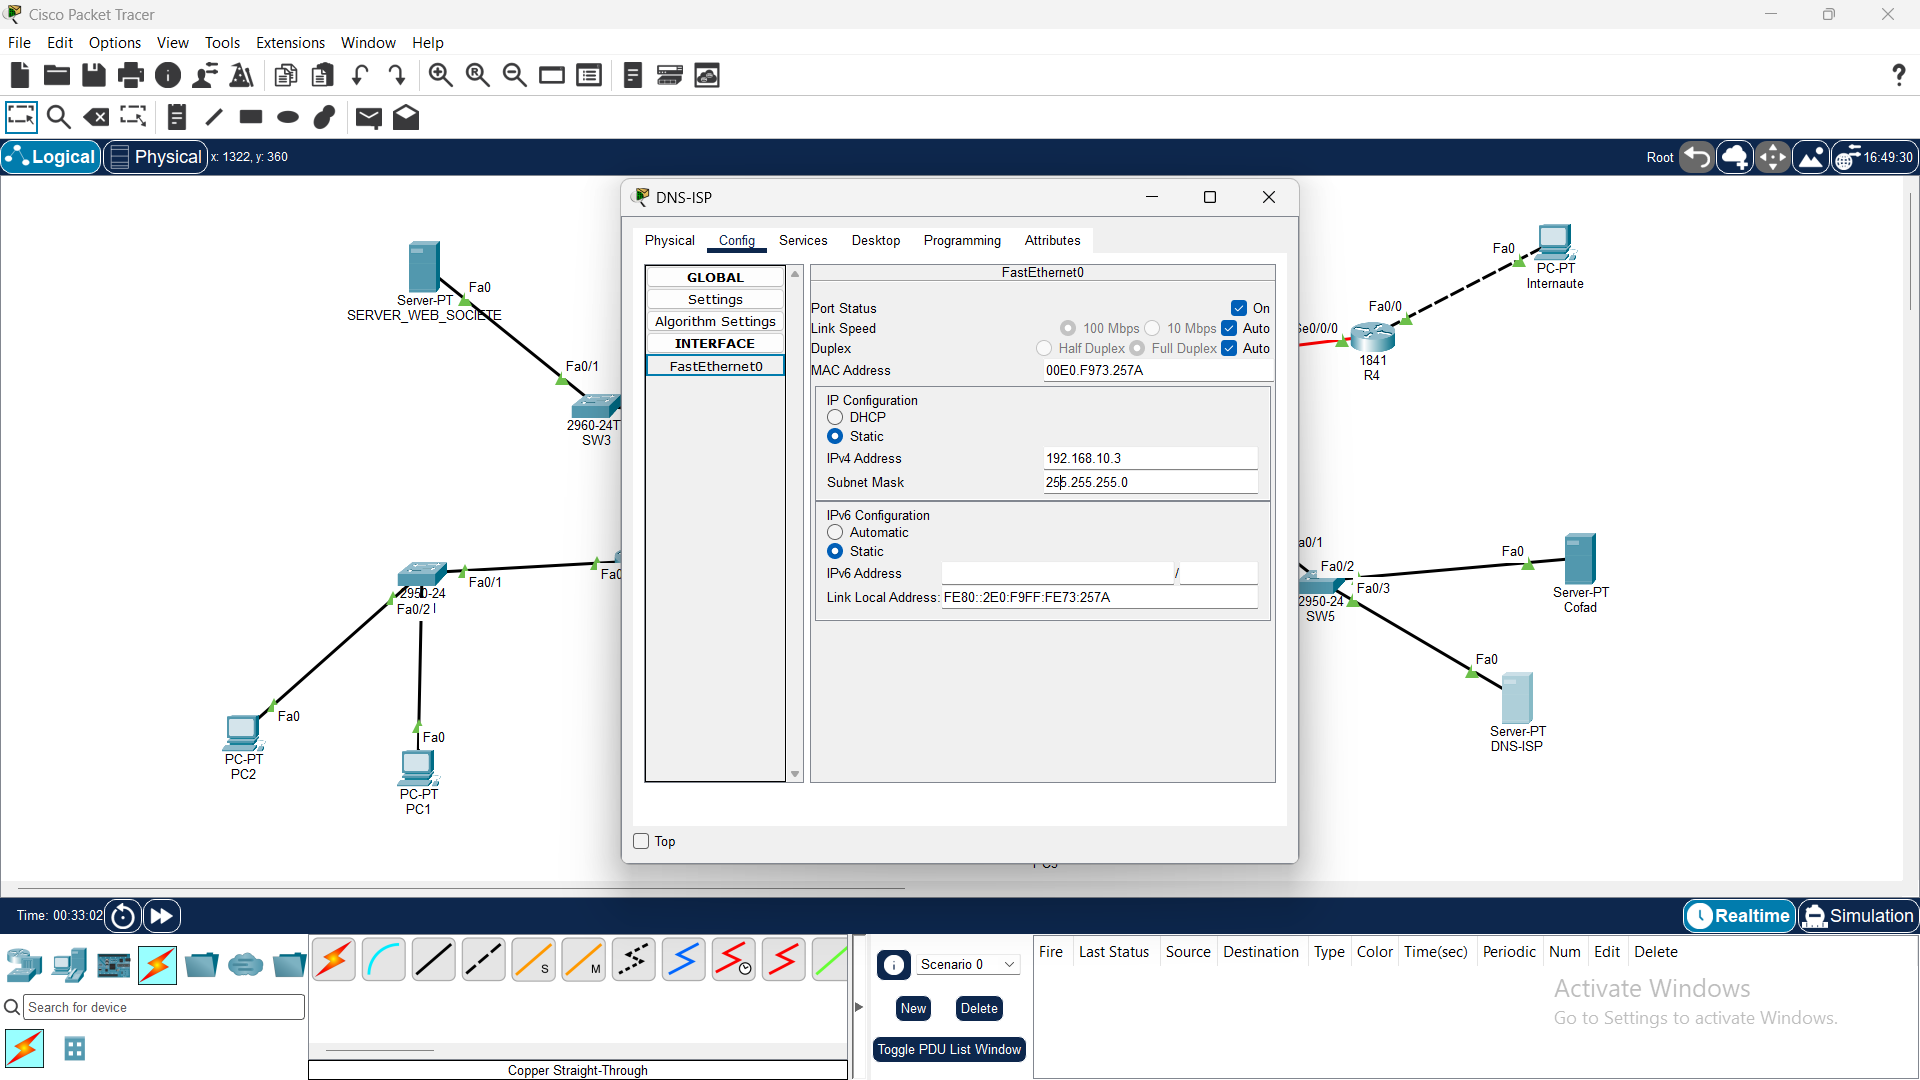 Cisco Packet Tracer
File Edit Options View Tools Extensions Window Help
Logical Physical x: 1322, y: 360 Root 16:49:30
DNS-ISP
Physical Config Services Desktop Programming Attributes
GLOBAL
Settings
Algorithm Settings
INTERFACE
FastEthernet0
FastEthernet0
Port Status On
Link Speed 100 Mbps 10 Mbps Auto
Duplex Half Duplex Full Duplex Auto
MAC Address 00E0.F973.257A
IP Configuration
DHCP
Static
IPv4 Address 192.168.10.3
Subnet Mask 255.255.255.0
IPv6 Configuration
Automatic
Static
IPv6 Address /
Link Local Address: FE80::2E0:F9FF:FE73:257A
Top
Fa0
Server-PT
SERVER_WEB_SOCIETE
Fa0/1
2960-24T
SW3
Fa0/1
2950-24
Fa0/2
Fa0
PC-PT
PC2
Fa0
PC-PT
PC1
Fa0
PC-PT
Internaute
Fa0/0
Se0/0/0
1841
R4
a0/1
Fa0/2
Fa0/3
2950-24
SW5
Fa0
Server-PT
Cofad
Fa0
Server-PT
DNS-ISP
Time: 00:33:02 Realtime Simulation
S M
Search for device
Copper Straight-Through
Scenario 0
New Delete
Toggle PDU List Window
Fire Last Status Source Destination Type Color Time(sec) Periodic Num Edit Delete
Activate Windows
Go to Settings to activate Windows.